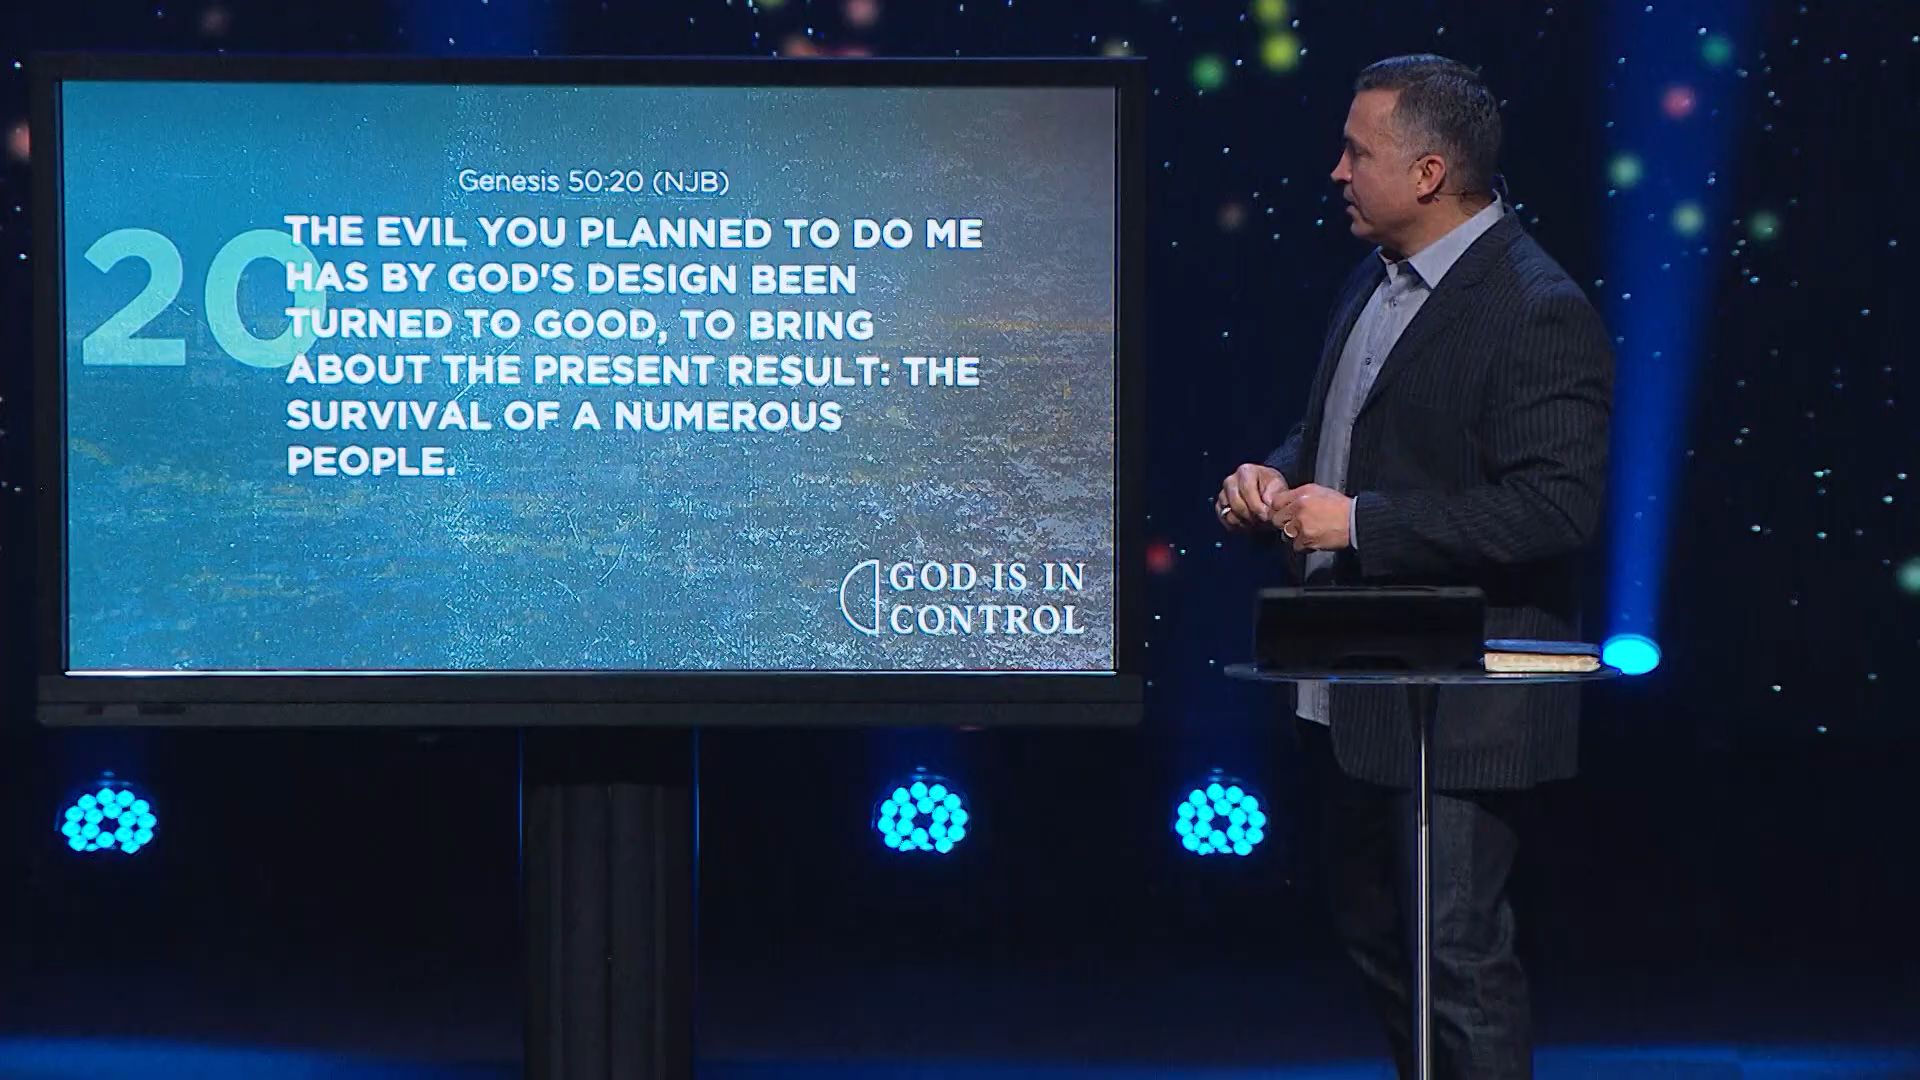 Genesis 50:20 (NJB)
20
THE EVIL YOU PLANNED TO DO ME
HAS BY GOD'S DESIGN BEEN
TURNED TO GOOD, TO BRING
ABOUT THE PRESENT RESULT: THE
SURVIVAL OF A NUMEROUS
PEOPLE.
GOD IS IN
CONTROL